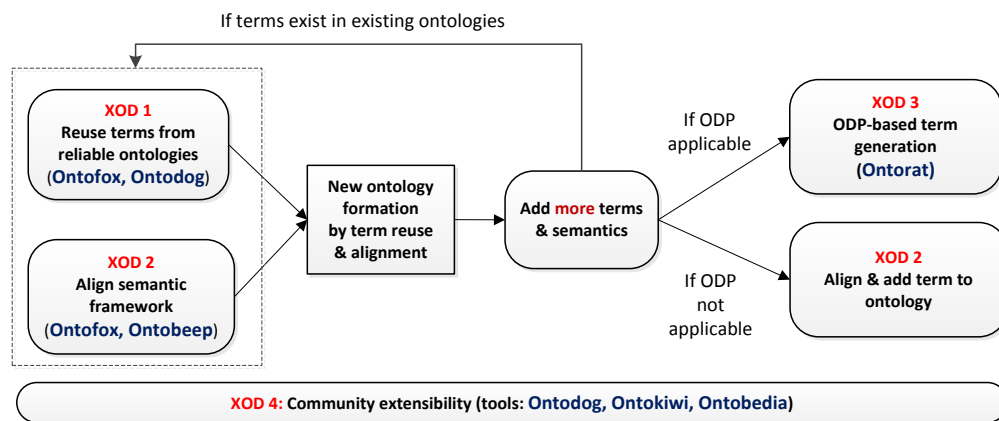 If terms exist in existing ontologies
XOD 1
Reuse terms from
reliable ontologies
(Ontofox, Ontodog)
XOD 2
Align semantic
framework
(Ontofox, Ontobeep)
New ontology
formation
by term reuse
& alignment
Add more terms
& semantics
If ODP
applicable
If ODP
not
applicable
XOD 3
ODP-based term
generation
(Ontorat)
XOD 2
Align & add term to
ontology
XOD 4: Community extensibility (tools: Ontodog, Ontokiwi, Ontobedia)